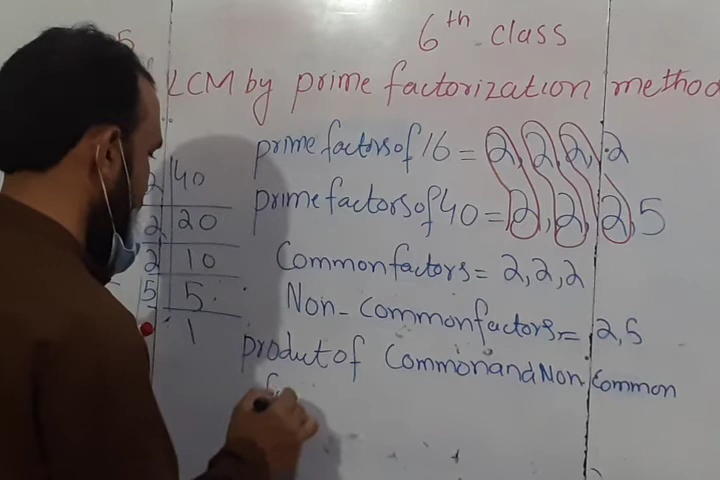 6th class
LCM by prime factorization method
prime factors of 16 = 2, 2, 2, 2
prime factors of 40 = 2, 2, 2, 5
Common factors = 2, 2, 2
Non-Common factors = 2, 5
product of Common and Non Common
2 | 40
2 | 20
2 | 10
5 | 5
1